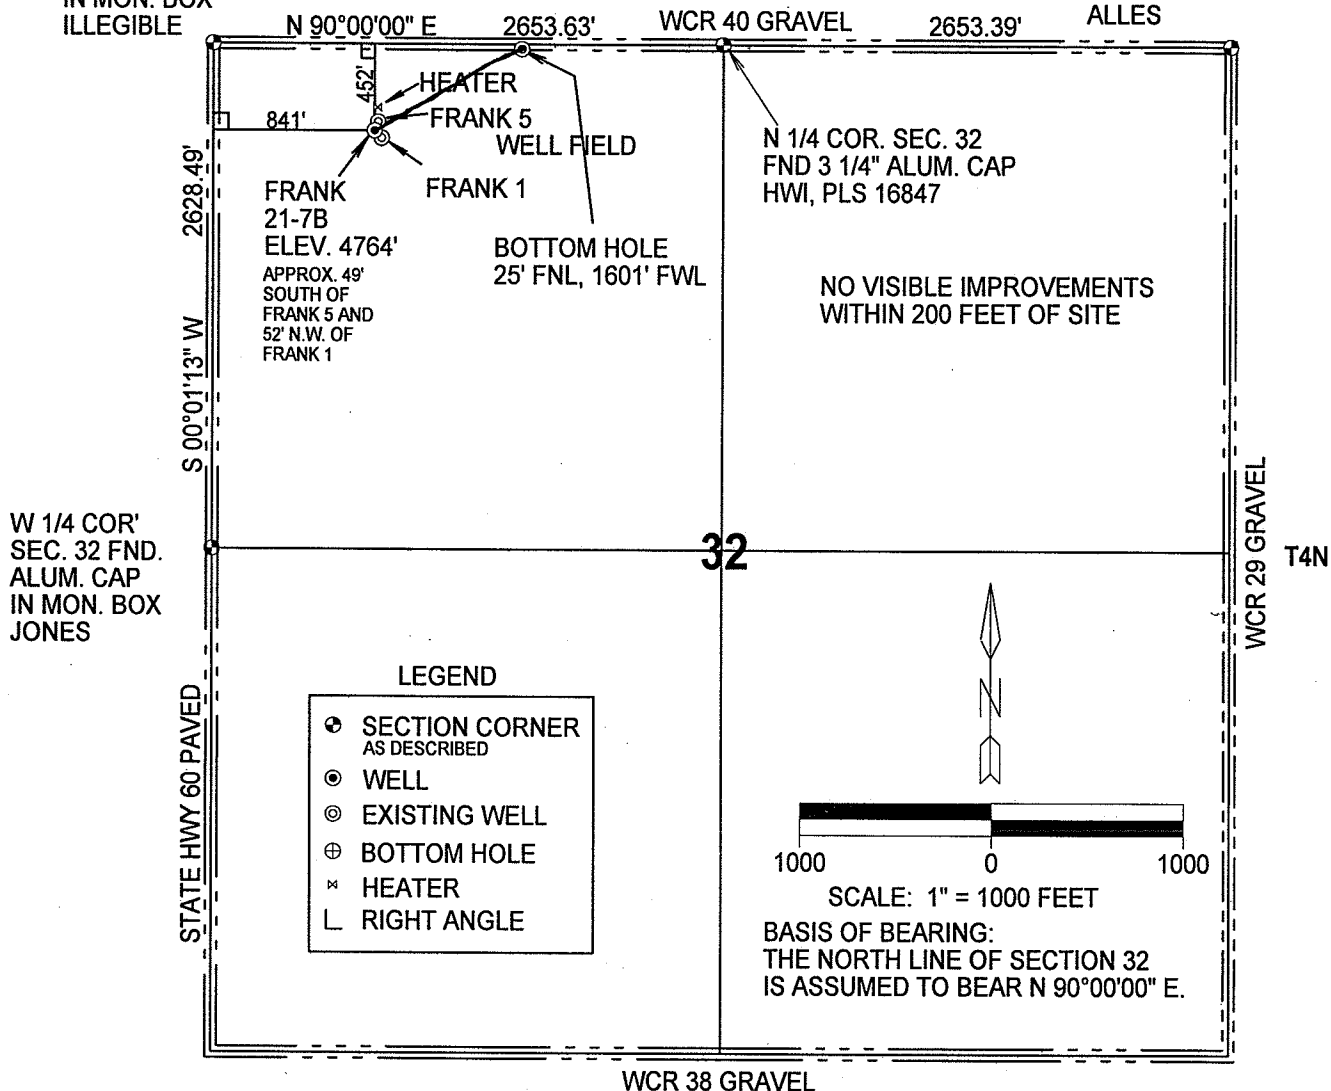 IN MON. BOX
ILLEGIBLE
N 90°00'00" E
2653.63'
WCR 40 GRAVEL
2653.39'
ALLES
452'
HEATER
841'
FRANK 5
WELL FIELD
FRANK 1
FRANK
21-7B
ELEV. 4764'
APPROX. 49'
SOUTH OF
FRANK 5 AND
52' N.W. OF
FRANK 1
BOTTOM HOLE
25' FNL, 1601' FWL
N 1/4 COR. SEC. 32
FND 3 1/4" ALUM. CAP
HWI, PLS 16847
NO VISIBLE IMPROVEMENTS
WITHIN 200 FEET OF SITE
2628.49'
S 00°01'13" W
W 1/4 COR'
SEC. 32 FND.
ALUM. CAP
IN MON. BOX
JONES
32
WCR 29 GRAVEL
T4N
STATE HWY 60 PAVED
LEGEND
SECTION CORNER
AS DESCRIBED
WELL
EXISTING WELL
BOTTOM HOLE
HEATER
RIGHT ANGLE
N
1000 0 1000
SCALE: 1" = 1000 FEET
BASIS OF BEARING:
THE NORTH LINE OF SECTION 32
IS ASSUMED TO BEAR N 90°00'00" E.
WCR 38 GRAVEL